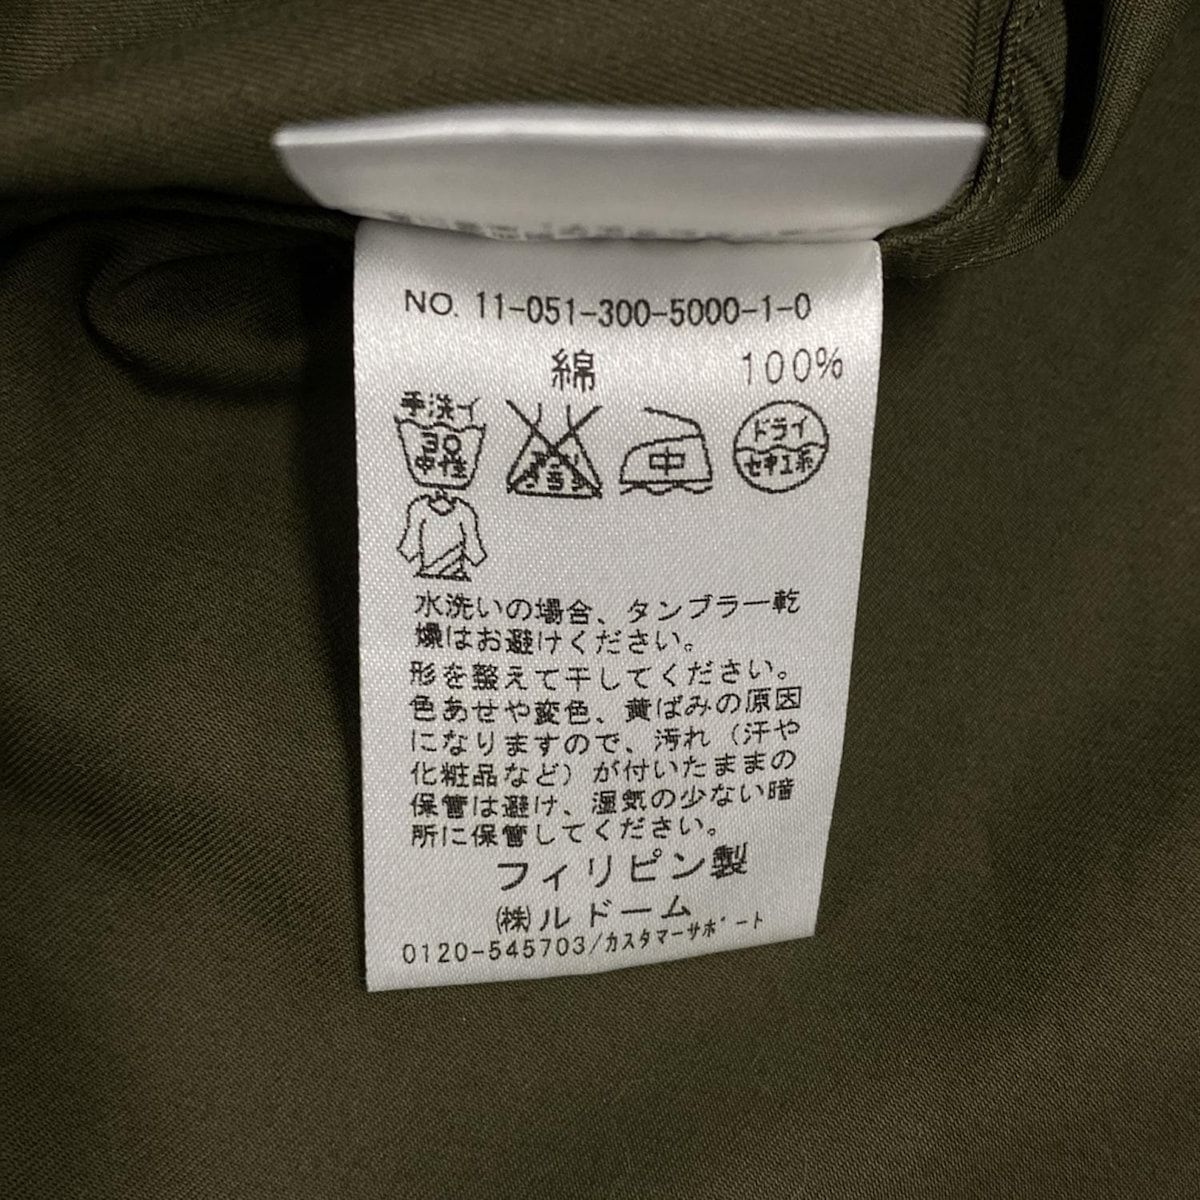 NO. 11-051-300-5000-1-0
綿 100%
手洗イ
30
中性
中
ドライ
セキユ系
水洗いの場合、タンブラー乾
燥はお避けください。
形を整えて干してください。
色あせや変色、黄ばみの原因
になりますので、汚れ（汗や
化粧品など）が付いたままの
保管は避け、湿気の少ない暗
所に保管してください。
フィリピン製
㈱ルドーム
0120-545703/カスタマーサポート